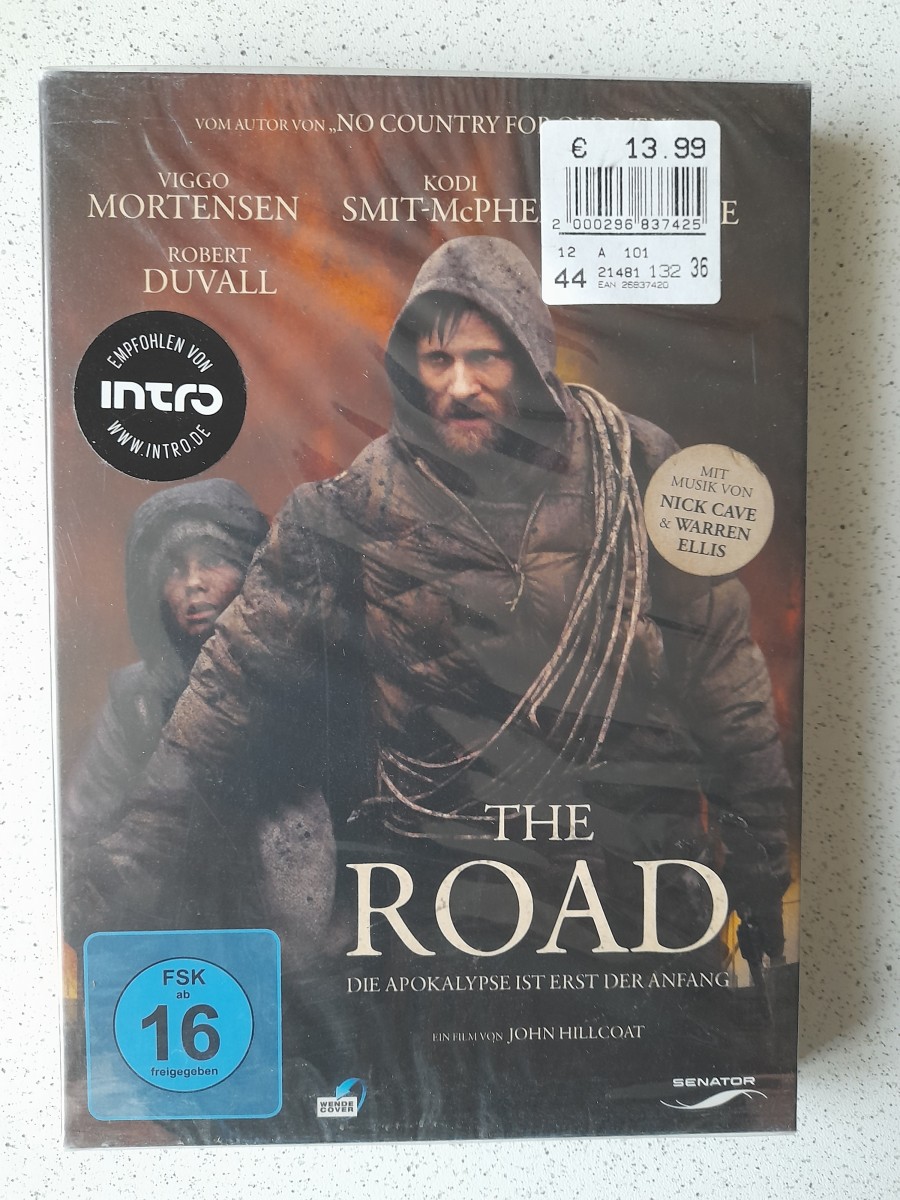 VOM AUTOR VON „NO COUNTRY FOR
€ 13.99
2 000296 837425
12 A 101
44 21481 132 36
EAN 26837420
VIGGO
MORTENSEN
KODI
SMIT-McPHE
ROBERT
DUVALL
EMPFOHLEN VON
intro
WWW.INTRO.DE
MIT
MUSIK VON
NICK CAVE
& WARREN
ELLIS
THE
ROAD
DIE APOKALYPSE IST ERST DER ANFANG
EIN FILM VON JOHN HILLCOAT
FSK
ab
16
freigegeben
WENDE
COVER
SENATOR